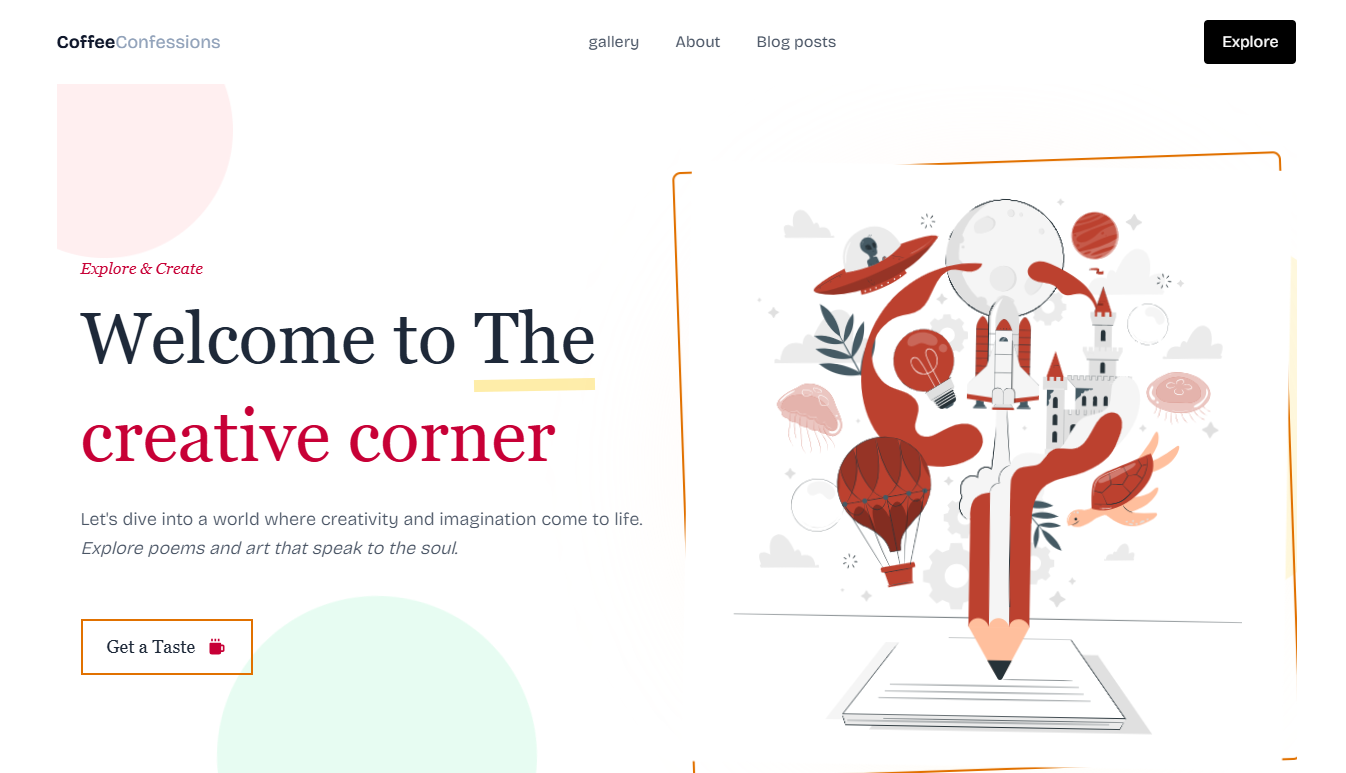 CoffeeConfessions
gallery
About
Blog posts
Explore
Explore & Create
Welcome to The
creative corner
Let's dive into a world where creativity and imagination come to life.
Explore poems and art that speak to the soul.
Get a Taste